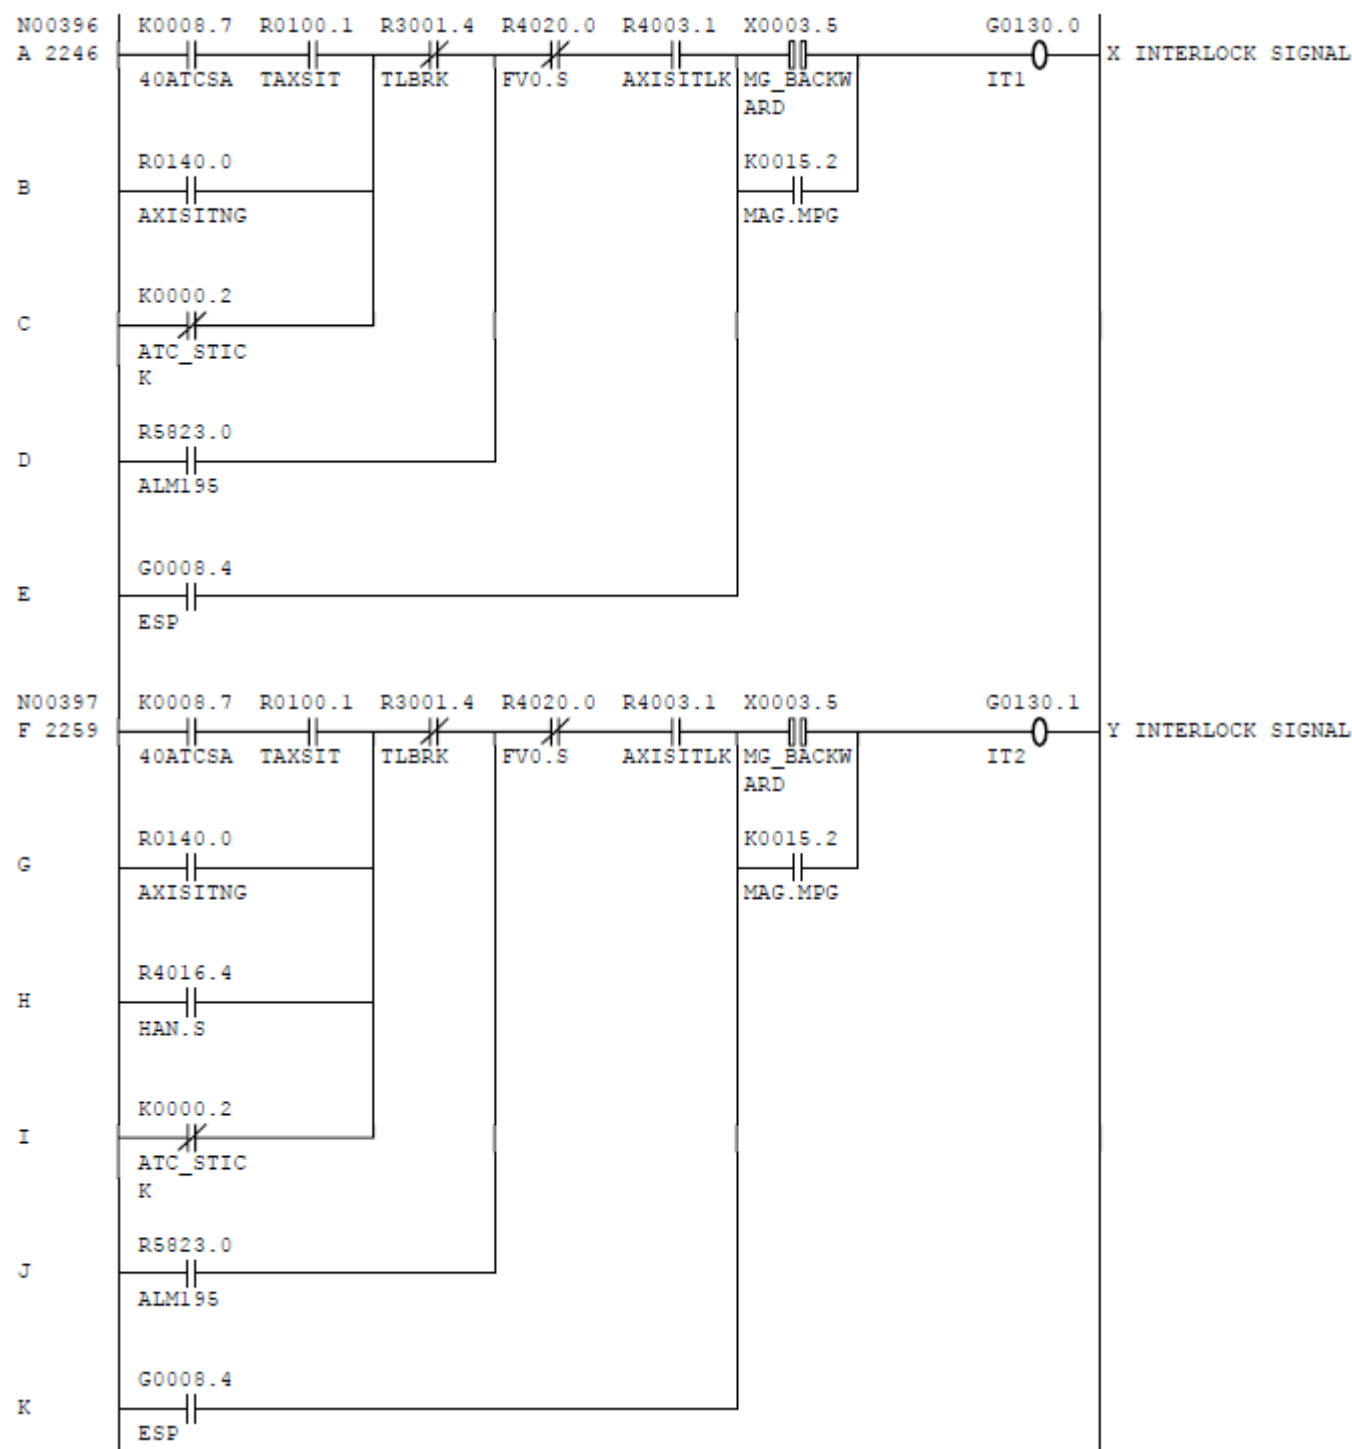 N00396 K0008.7 R0100.1 R3001.4 R4020.0 R4003.1 X0003.5 G0130.0
A 2246 X INTERLOCK SIGNAL
40ATCSA TAXSIT TLBRK FV0.S AXISITLK MG_BACKW IT1
ARD
R0140.0 K0015.2
B
AXISITNG MAG.MPG
K0000.2
C
ATC_STIC
K
R5823.0
D
ALM195
G0008.4
E
ESP
N00397 K0008.7 R0100.1 R3001.4 R4020.0 R4003.1 X0003.5 G0130.1
F 2259 Y INTERLOCK SIGNAL
40ATCSA TAXSIT TLBRK FV0.S AXISITLK MG_BACKW IT2
ARD
R0140.0 K0015.2
G
AXISITNG MAG.MPG
R4016.4
H
HAN.S
K0000.2
I
ATC_STIC
K
R5823.0
J
ALM195
G0008.4
K
ESP